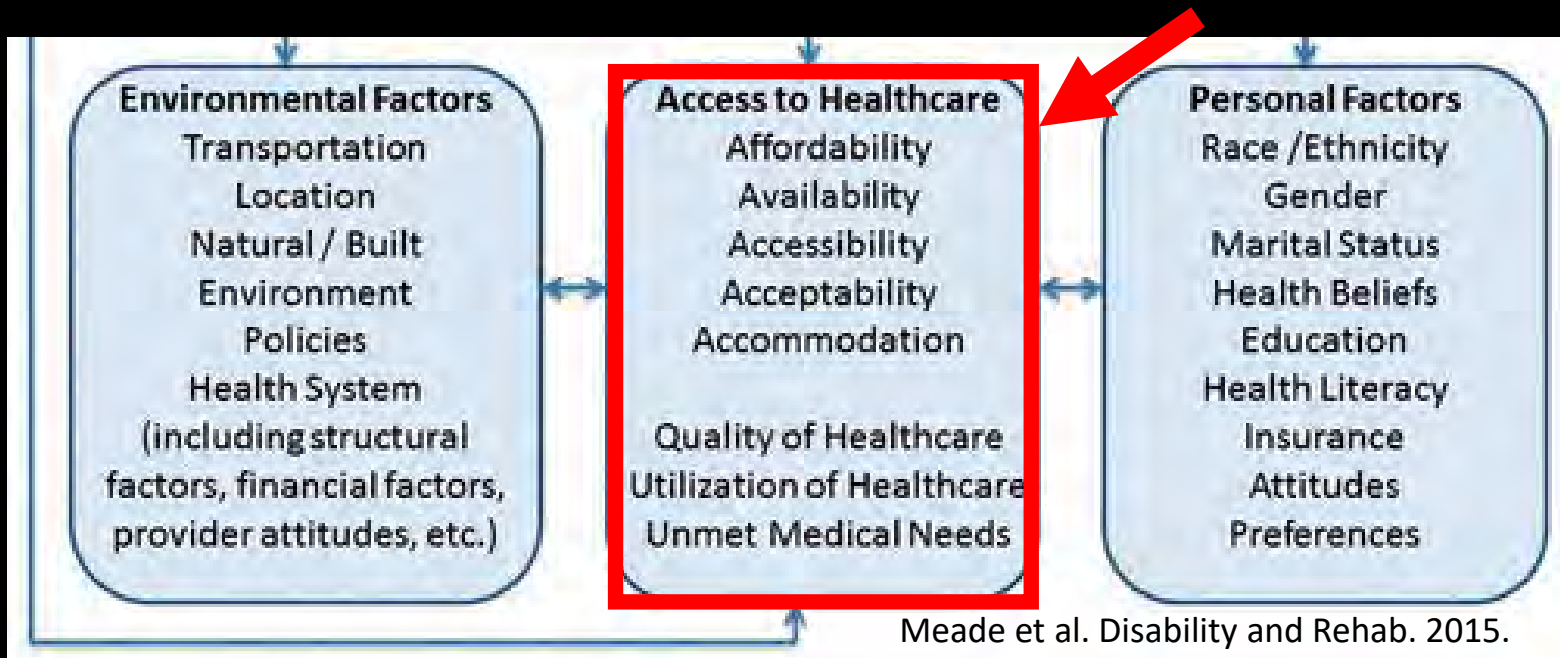 Environmental Factors
Transportation
Location
Natural / Built
Environment
Policies
Health System
(including structural
factors, financial factors,
provider attitudes, etc.)
Access to Healthcare
Affordability
Availability
Accessibility
Acceptability
Accommodation
Quality of Healthcare
Utilization of Healthcare
Unmet Medical Needs
Personal Factors
Race /Ethnicity
Gender
Marital Status
Health Beliefs
Education
Health Literacy
Insurance
Attitudes
Preferences
Meade et al. Disability and Rehab. 2015.